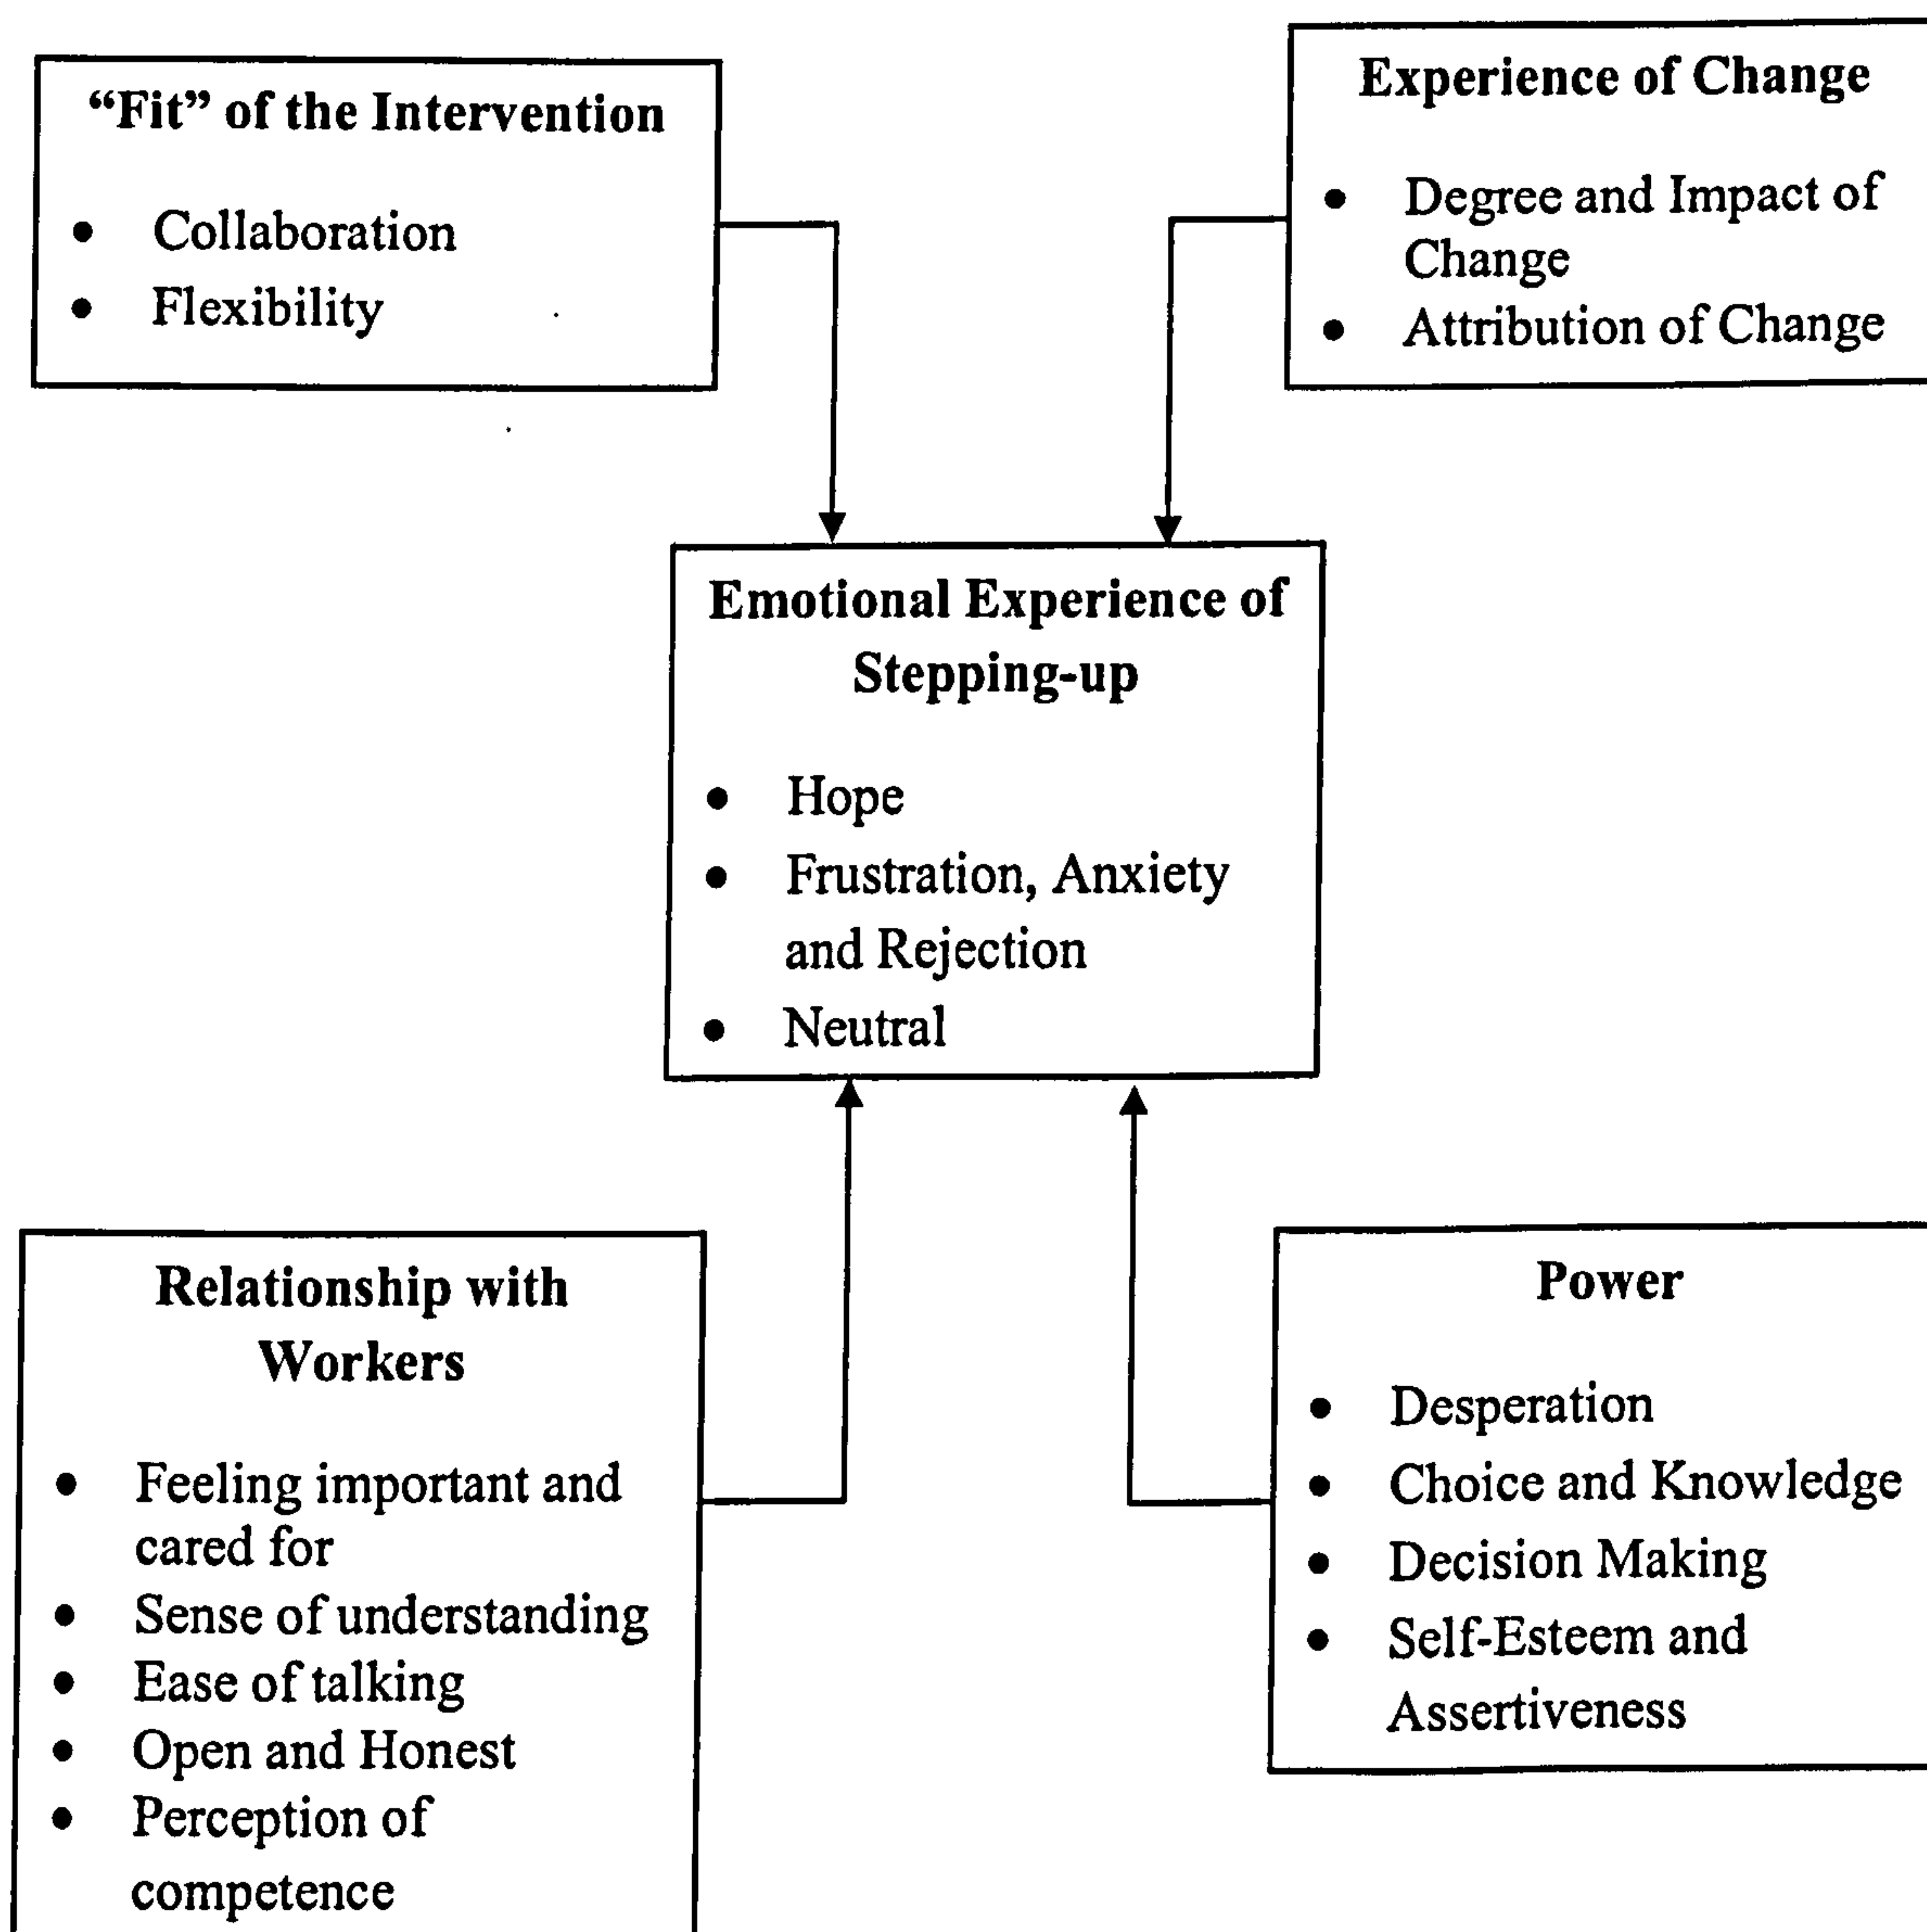 “Fit” of the Intervention
• Collaboration
• Flexibility
Experience of Change
• Degree and Impact of
Change
• Attribution of Change
Emotional Experience of
Stepping-up
• Hope
• Frustration, Anxiety
and Rejection
• Neutral
Relationship with
Workers
• Feeling important and
cared for
• Sense of understanding
• Ease of talking
• Open and Honest
• Perception of
competence
Power
• Desperation
• Choice and Knowledge
• Decision Making
• Self-Esteem and
Assertiveness